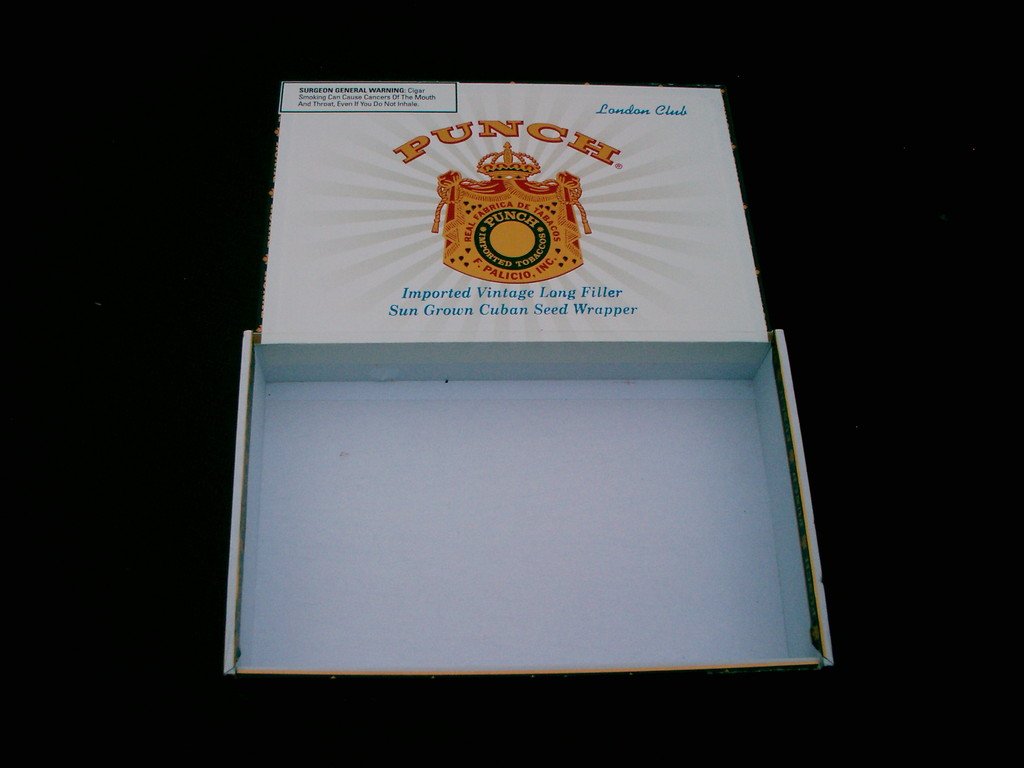 SURGEON GENERAL WARNING: Cigar
Smoking Can Cause Cancers Of The Mouth
And Throat, Even If You Do Not Inhale.
London Club
PUNCH®
REAL FABRICA DE TABACOS
PUNCH
IMPORTED TOBACCOS
F. PALICIO, INC.
Imported Vintage Long Filler
Sun Grown Cuban Seed Wrapper